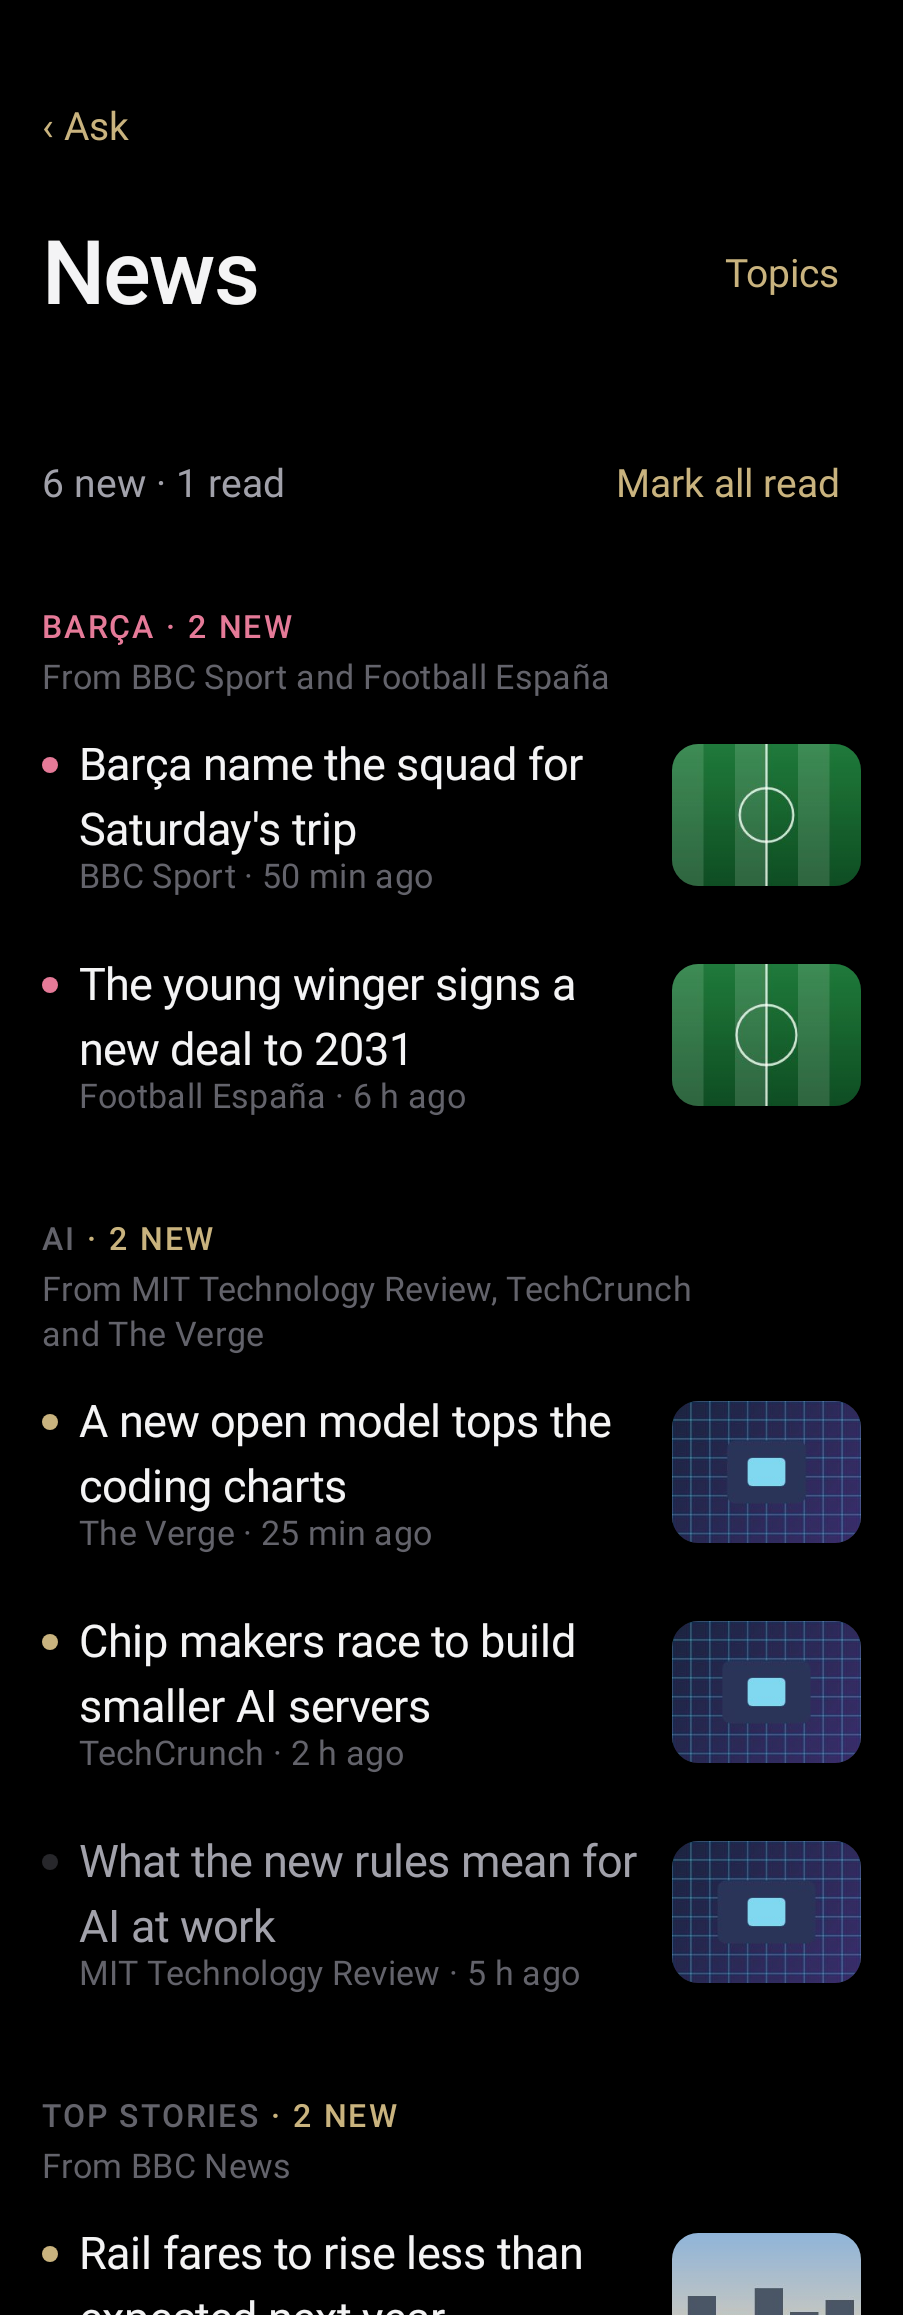 ‹ Ask
News
Topics
6 new · 1 read
Mark all read
BARÇA · 2 NEW
From BBC Sport and Football España
Barça name the squad for
Saturday's trip
BBC Sport · 50 min ago
The young winger signs a
new deal to 2031
Football España · 6 h ago
AI · 2 NEW
From MIT Technology Review, TechCrunch
and The Verge
A new open model tops the
coding charts
The Verge · 25 min ago
Chip makers race to build
smaller AI servers
TechCrunch · 2 h ago
What the new rules mean for
AI at work
MIT Technology Review · 5 h ago
TOP STORIES · 2 NEW
From BBC News
Rail fares to rise less than
expected next year